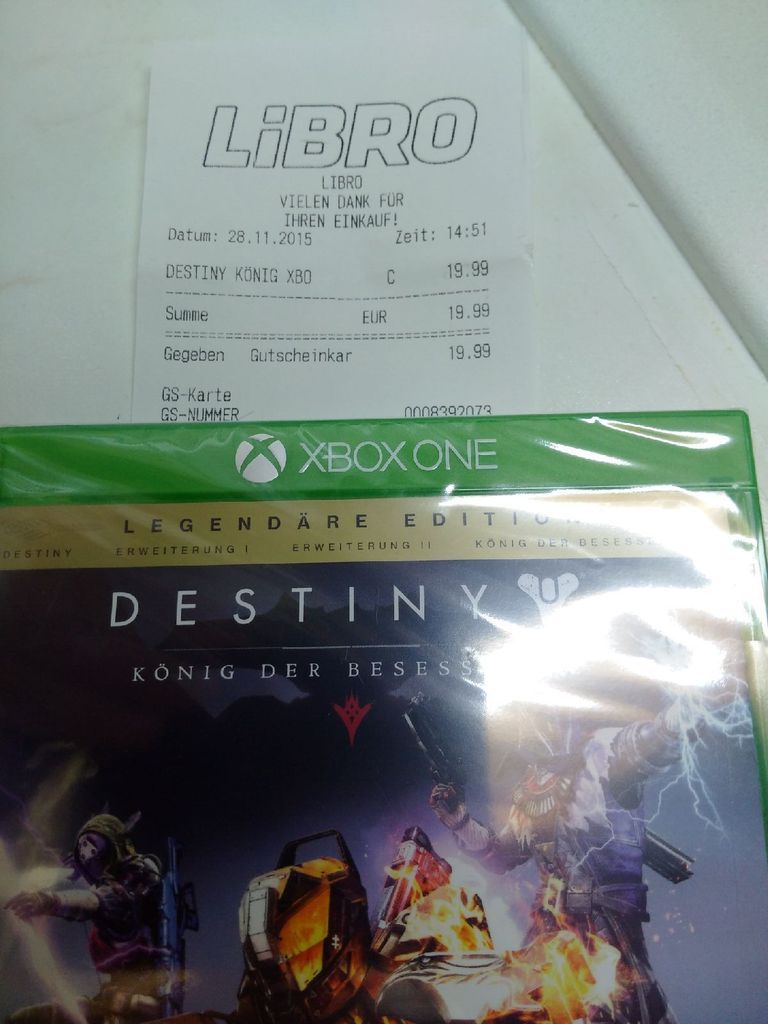 LiBRO
LIBRO
VIELEN DANK FÜR
IHREN EINKAUF!
Datum: 28.11.2015 Zeit: 14:51
DESTINY KÖNIG XBO C 19.99
Summe EUR 19.99
Gegeben Gutscheinkar 19.99
GS-Karte
GS-NUMMER 0008392073
XBOX ONE
LEGENDÄRE EDITION
DESTINY ERWEITERUNG I ERWEITERUNG II KÖNIG DER BESESS
DESTINY
KÖNIG DER BESESS